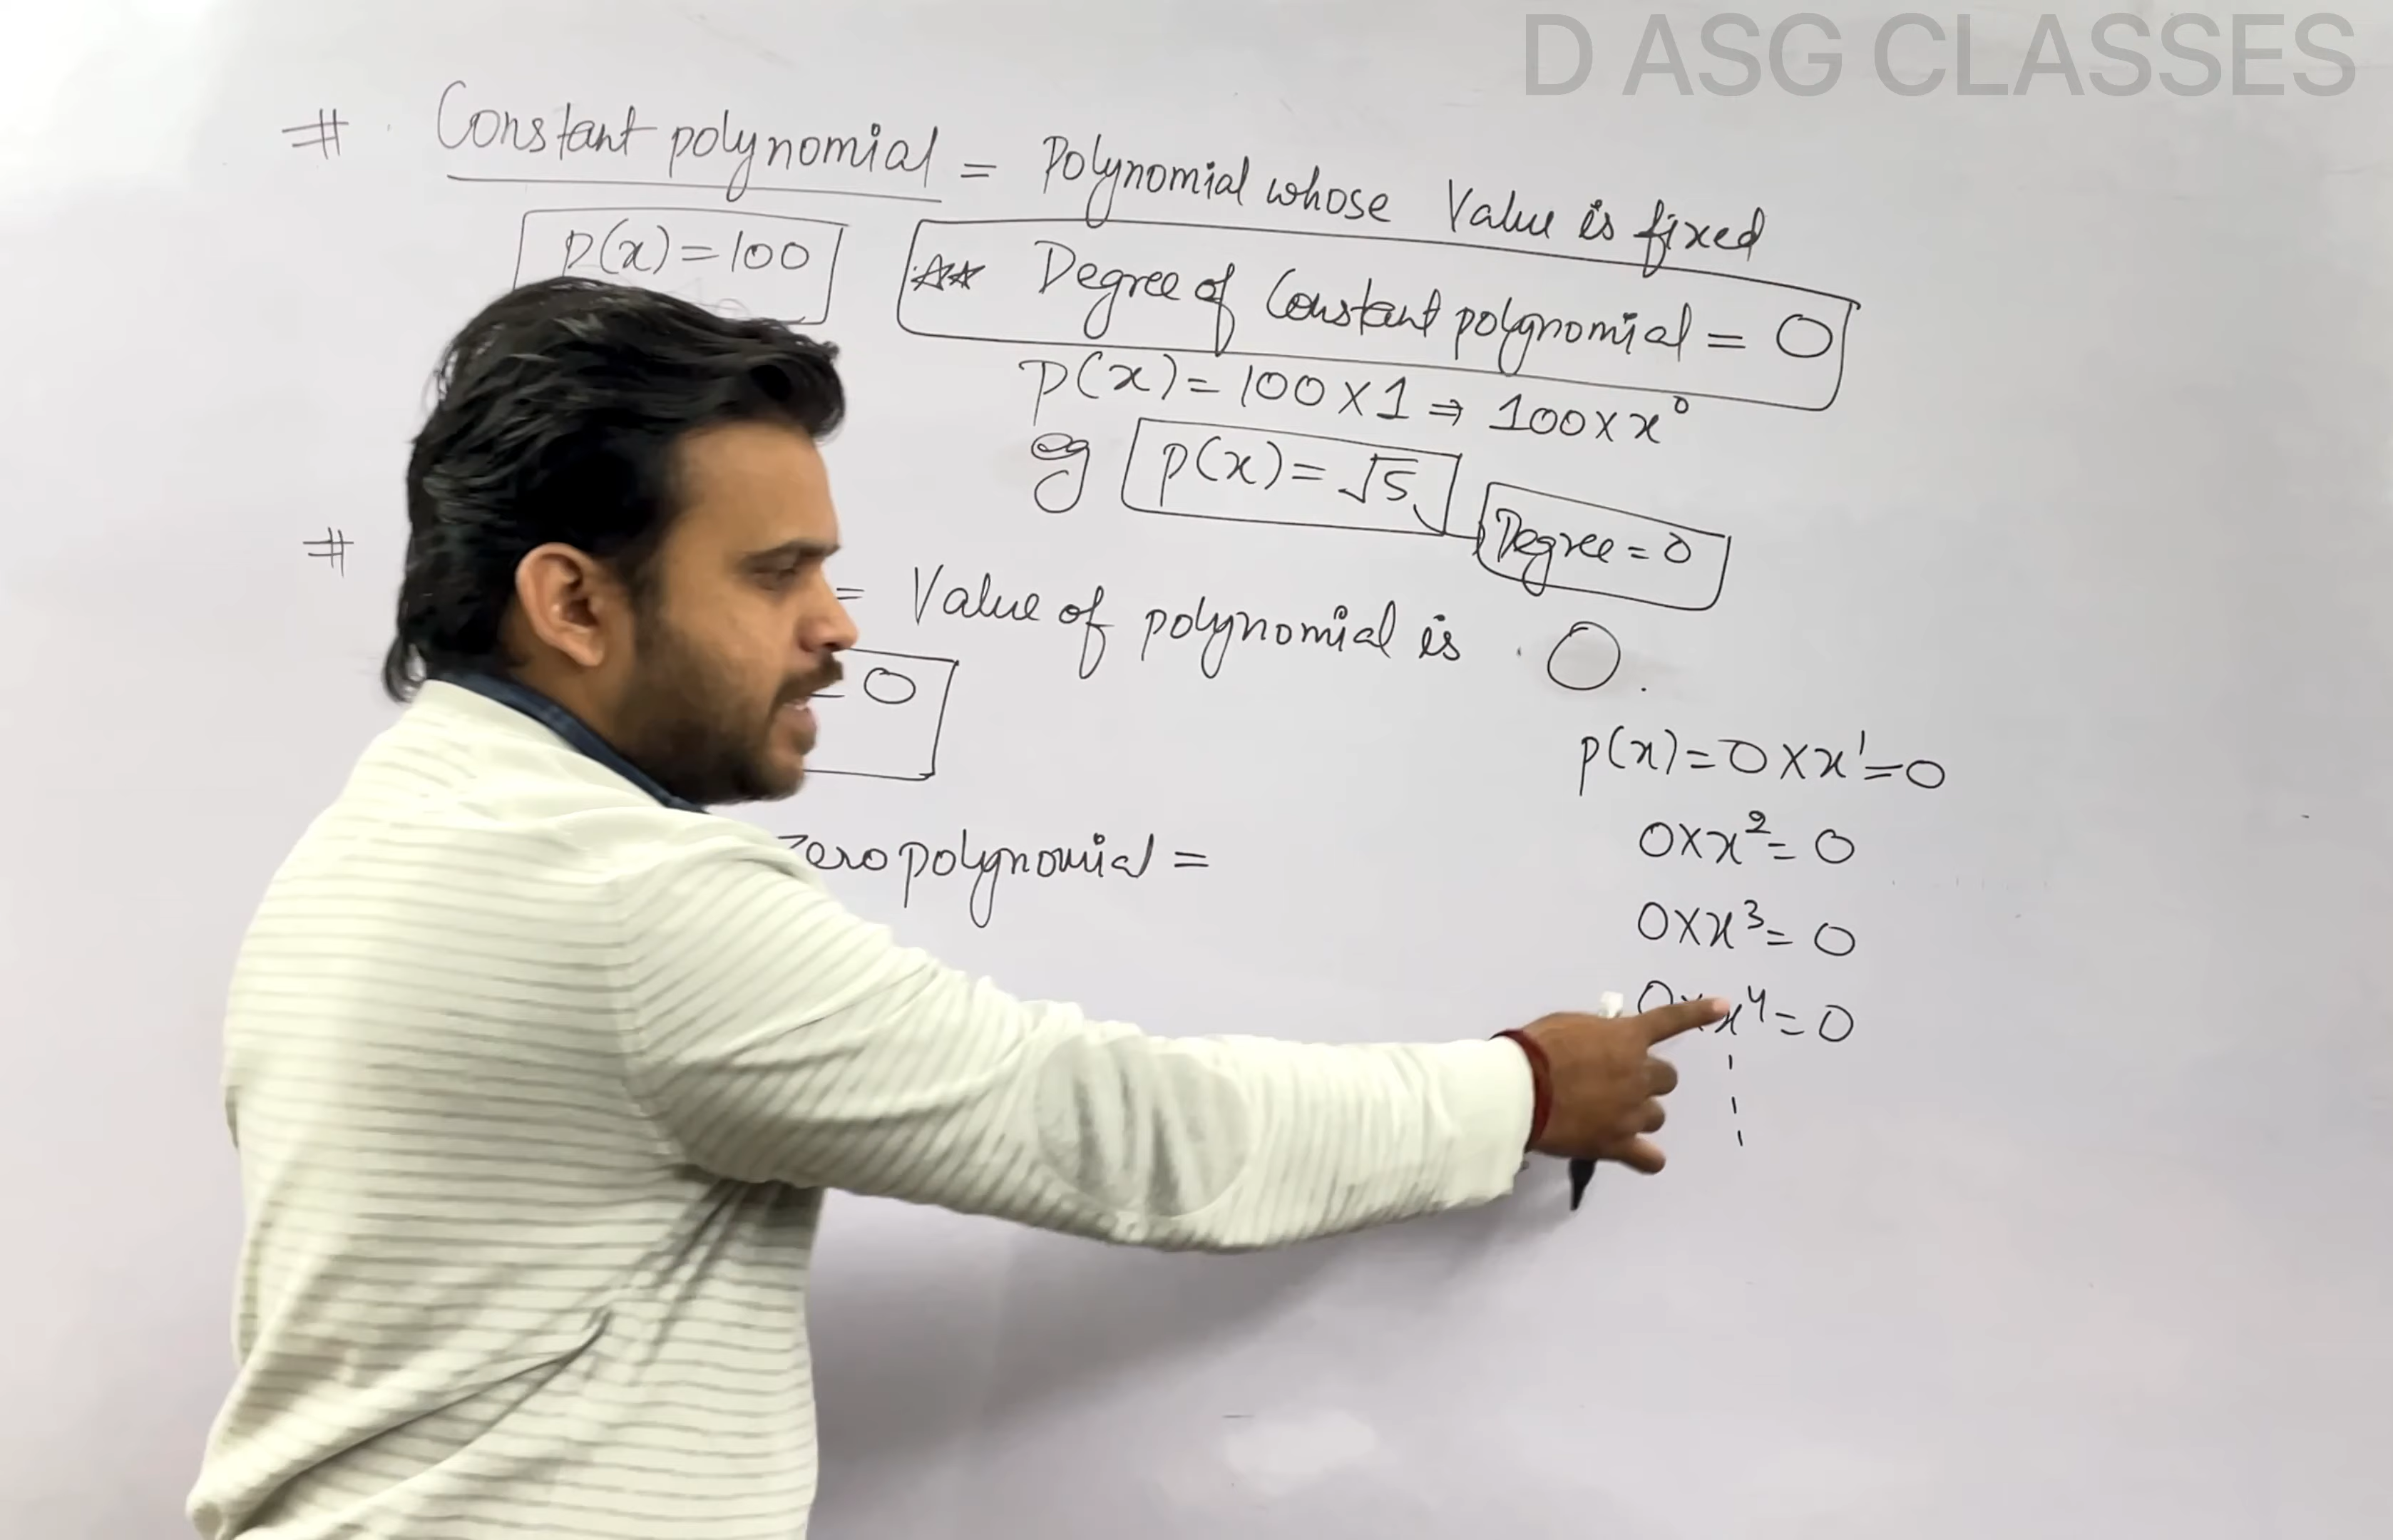 D ASG CLASSES
# Constant polynomial = Polynomial whose Value is fixed
p(x) = 100
☆☆ Degree of Constant polynomial = 0
p(x) = 100 X 1 ⇒ 100 X x⁰
eg p(x) = √5 Degree = 0
# = Value of polynomial is 0.
= 0
p(x) = 0 X x¹ = 0
0 X x² = 0
zero polynomial =
0 X x³ = 0
0 X x⁴ = 0